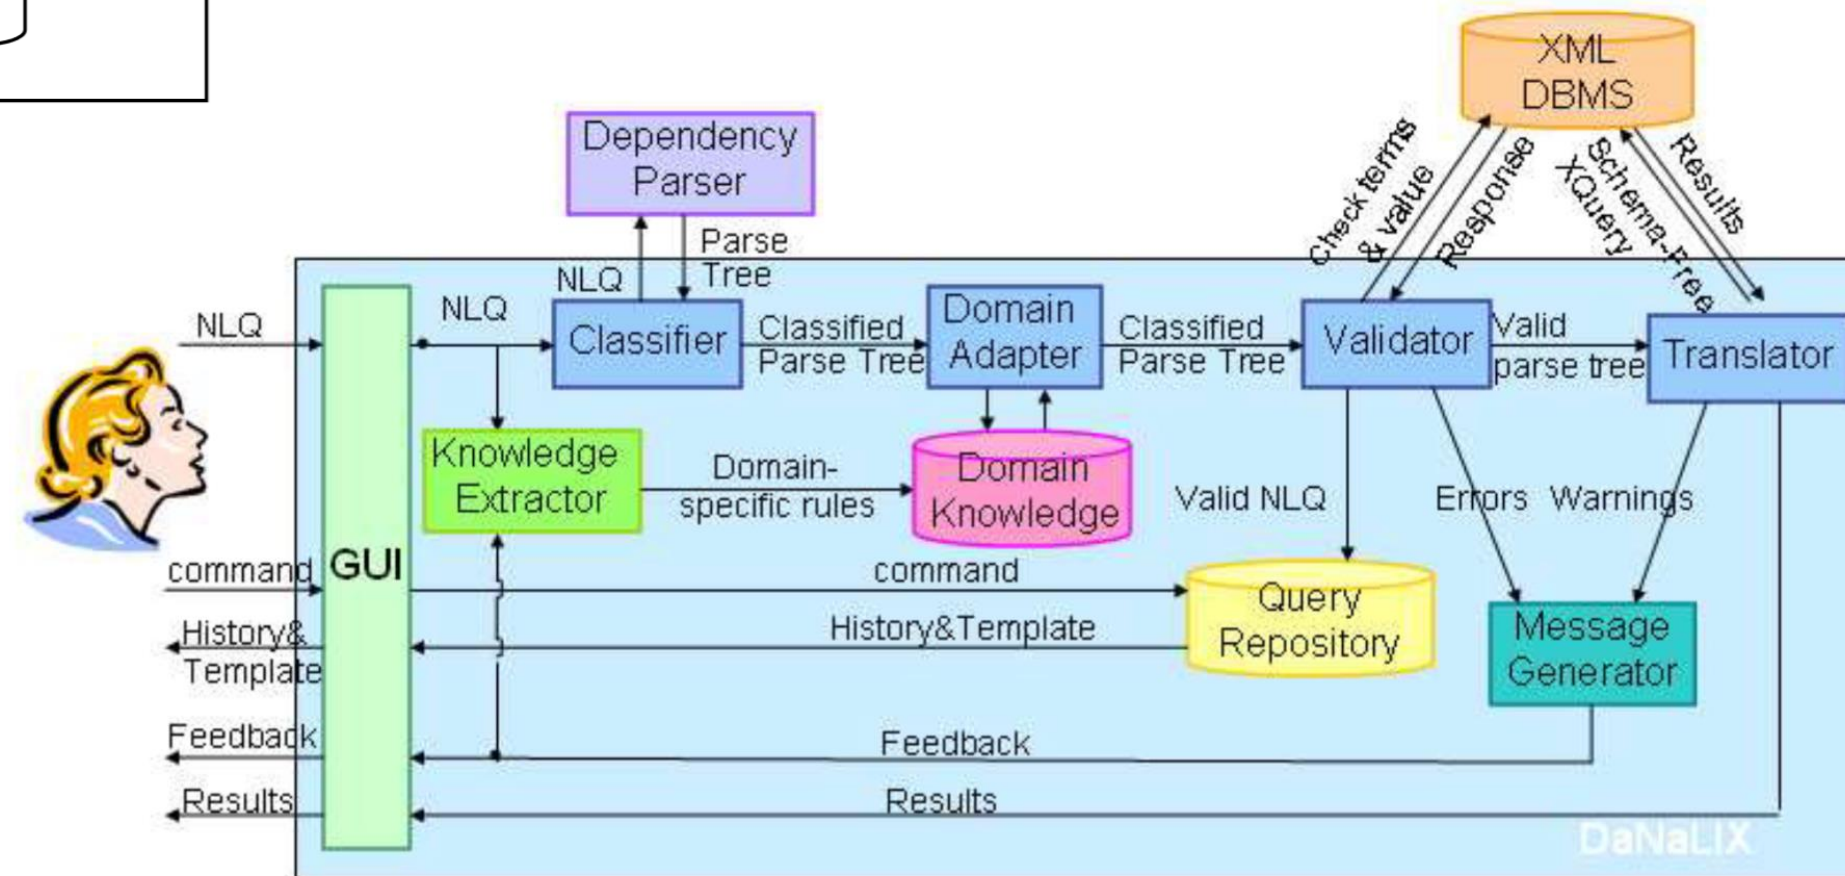 XML
DBMS
Dependency
Parser
Check terms
& value
Response
Schema-Free
XQuery
Results
NLQ
Parse
Tree
NLQ
NLQ
Classifier
Classified
Parse Tree
Domain
Adapter
Classified
Parse Tree
Validator
Valid
parse tree
Translator
Knowledge
Extractor
Domain-
specific rules
Domain
Knowledge
Valid NLQ
Errors
Warnings
GUI
command
command
Query
Repository
History&
Template
History&Template
Message
Generator
Feedback
Feedback
Results
Results
DaNaLIX